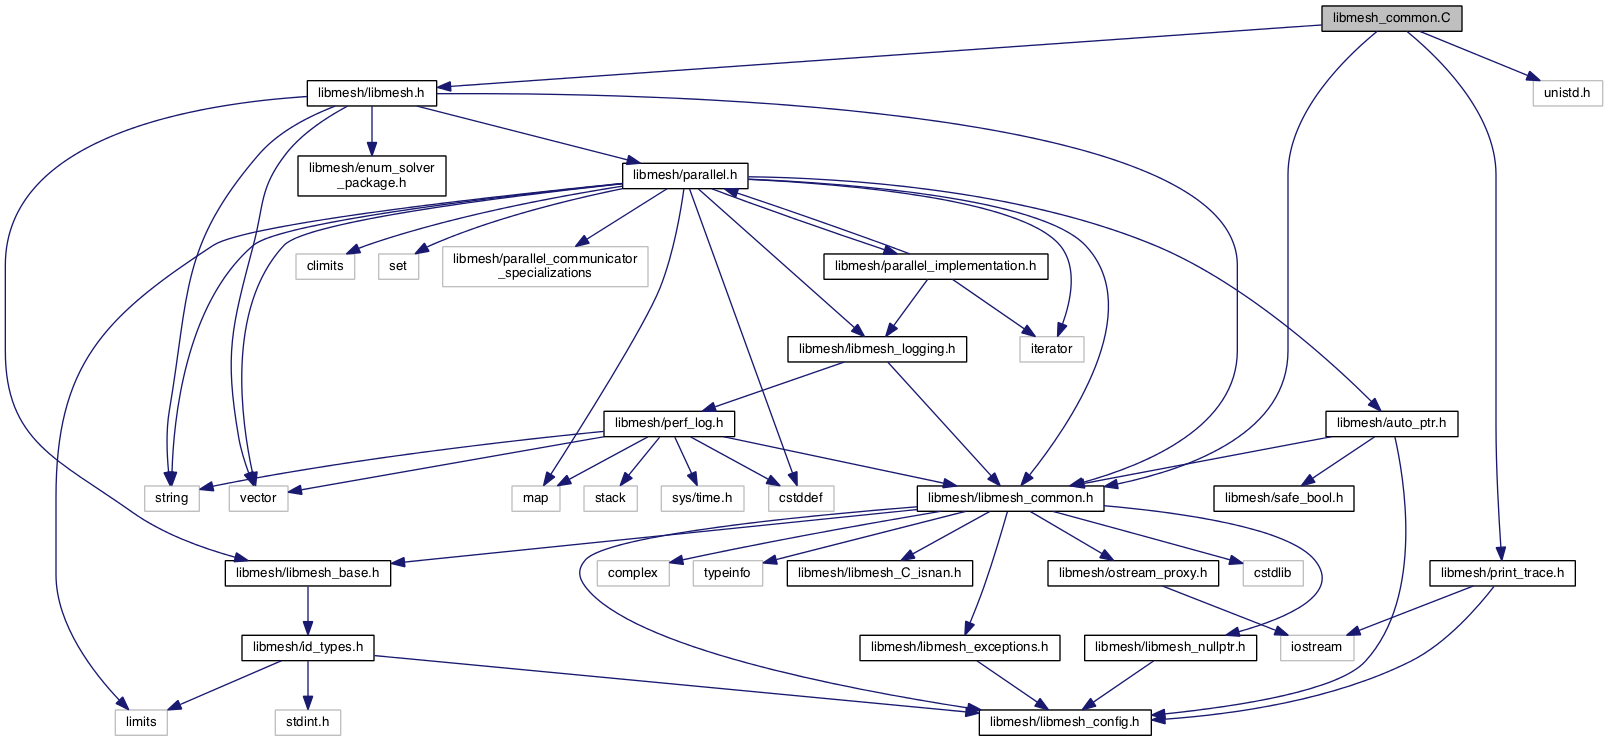 libmesh_common.C
libmesh/libmesh.h
unistd.h
libmesh/enum_solver
_package.h
libmesh/parallel.h
climits
set
libmesh/parallel_communicator
_specializations
libmesh/parallel_implementation.h
libmesh/libmesh_logging.h
iterator
libmesh/perf_log.h
libmesh/auto_ptr.h
string
vector
map
stack
sys/time.h
cstddef
libmesh/libmesh_common.h
libmesh/safe_bool.h
libmesh/libmesh_base.h
complex
typeinfo
libmesh/libmesh_C_isnan.h
libmesh/ostream_proxy.h
cstdlib
libmesh/print_trace.h
libmesh/id_types.h
libmesh/libmesh_exceptions.h
libmesh/libmesh_nullptr.h
iostream
limits
stdint.h
libmesh/libmesh_config.h